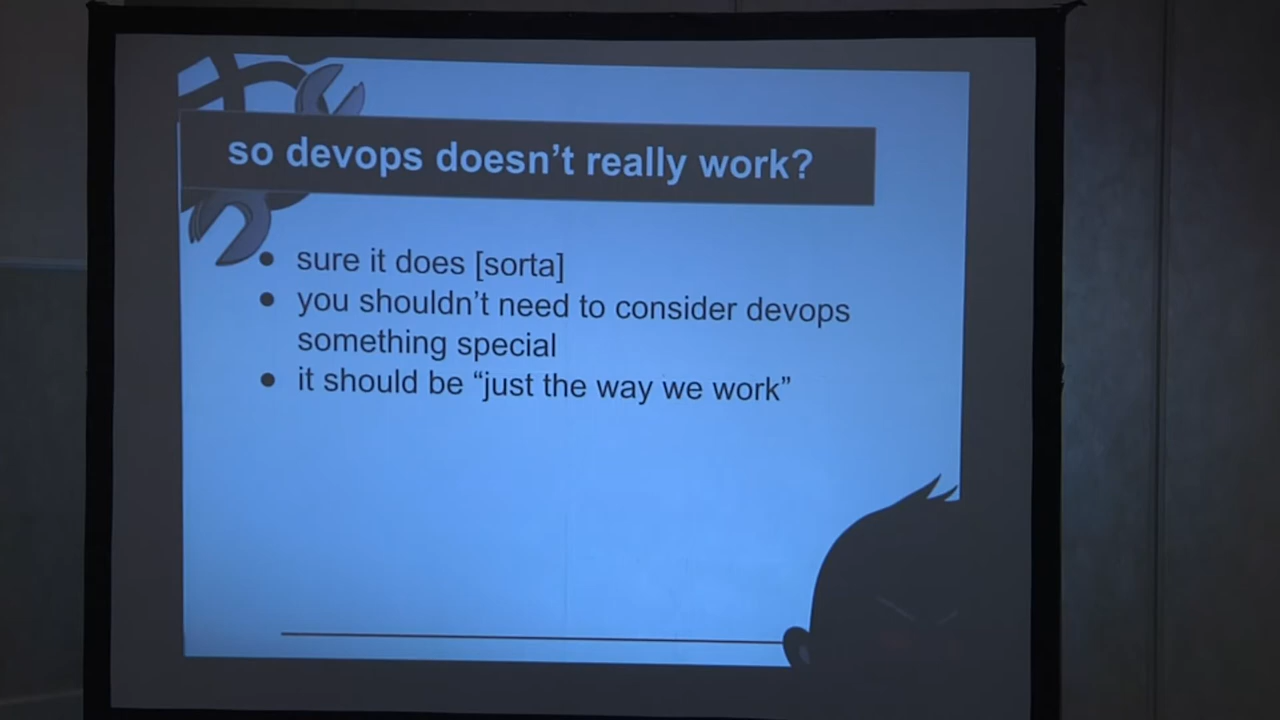 so devops doesn’t really work?
● sure it does [sorta]
● you shouldn’t need to consider devops
something special
● it should be “just the way we work”